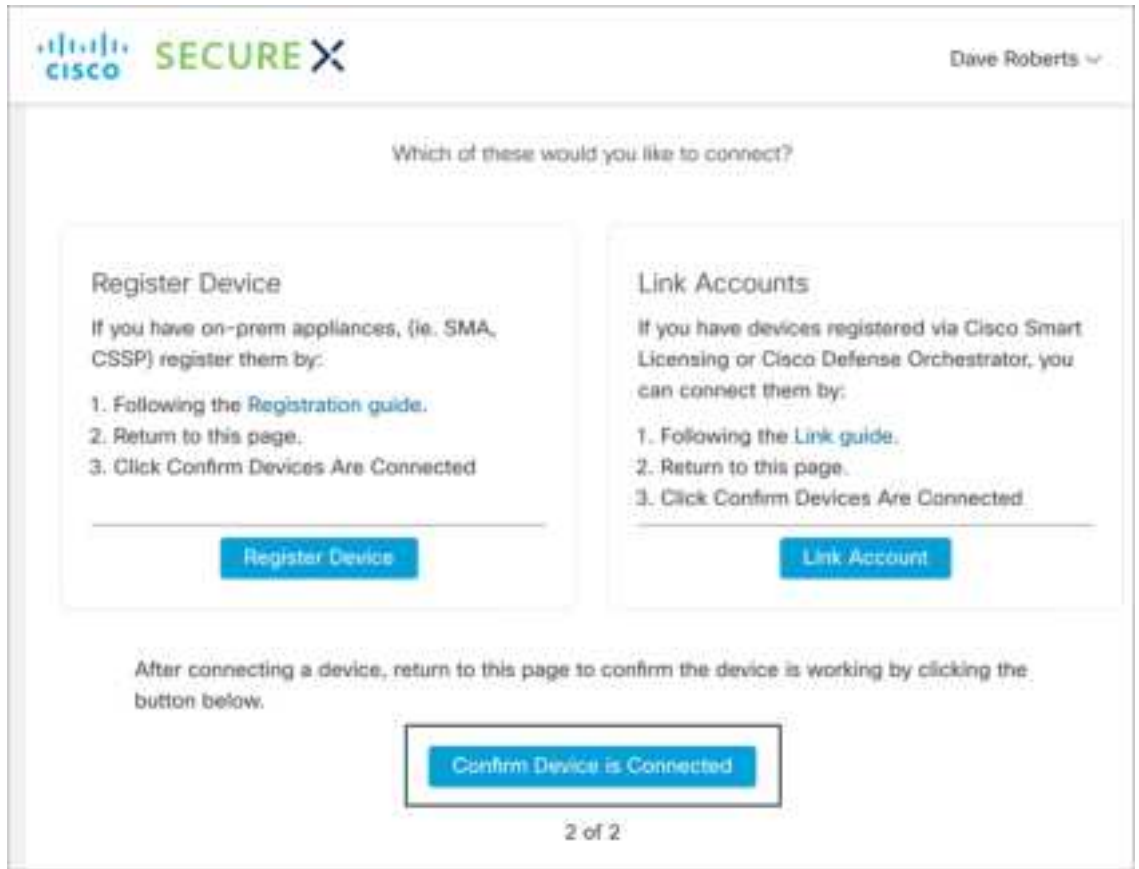 CISCO
SECURE X
Dave Roberts
Which of these would you like to connect?
Register Device
If you have on-prem appliances, (ie. SMA,
CSSP) register them by:
1. Following the Registration guide.
2. Return to this page.
3. Click Confirm Devices Are Connected
Register Device
Link Accounts
If you have devices registered via Cisco Smart
Licensing or Cisco Defense Orchestrator, you
can connect them by:
1. Following the Link guide.
2. Return to this page.
3. Click Confirm Devices Are Connected
Link Account
After connecting a device, return to this page to confirm the device is working by clicking the
button below.
Confirm Device is Connected
2 of 2